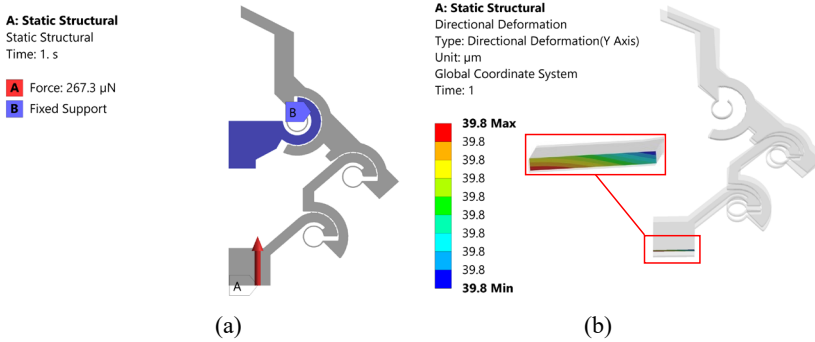 A: Static Structural
Static Structural
Time: 1. s
A Force: 267.3 µN
B Fixed Support
B
A
(a)
A: Static Structural
Directional Deformation
Type: Directional Deformation(Y Axis)
Unit: µm
Global Coordinate System
Time: 1
39.8 Max
39.8
39.8
39.8
39.8
39.8
39.8
39.8
39.8
39.8 Min
(b)